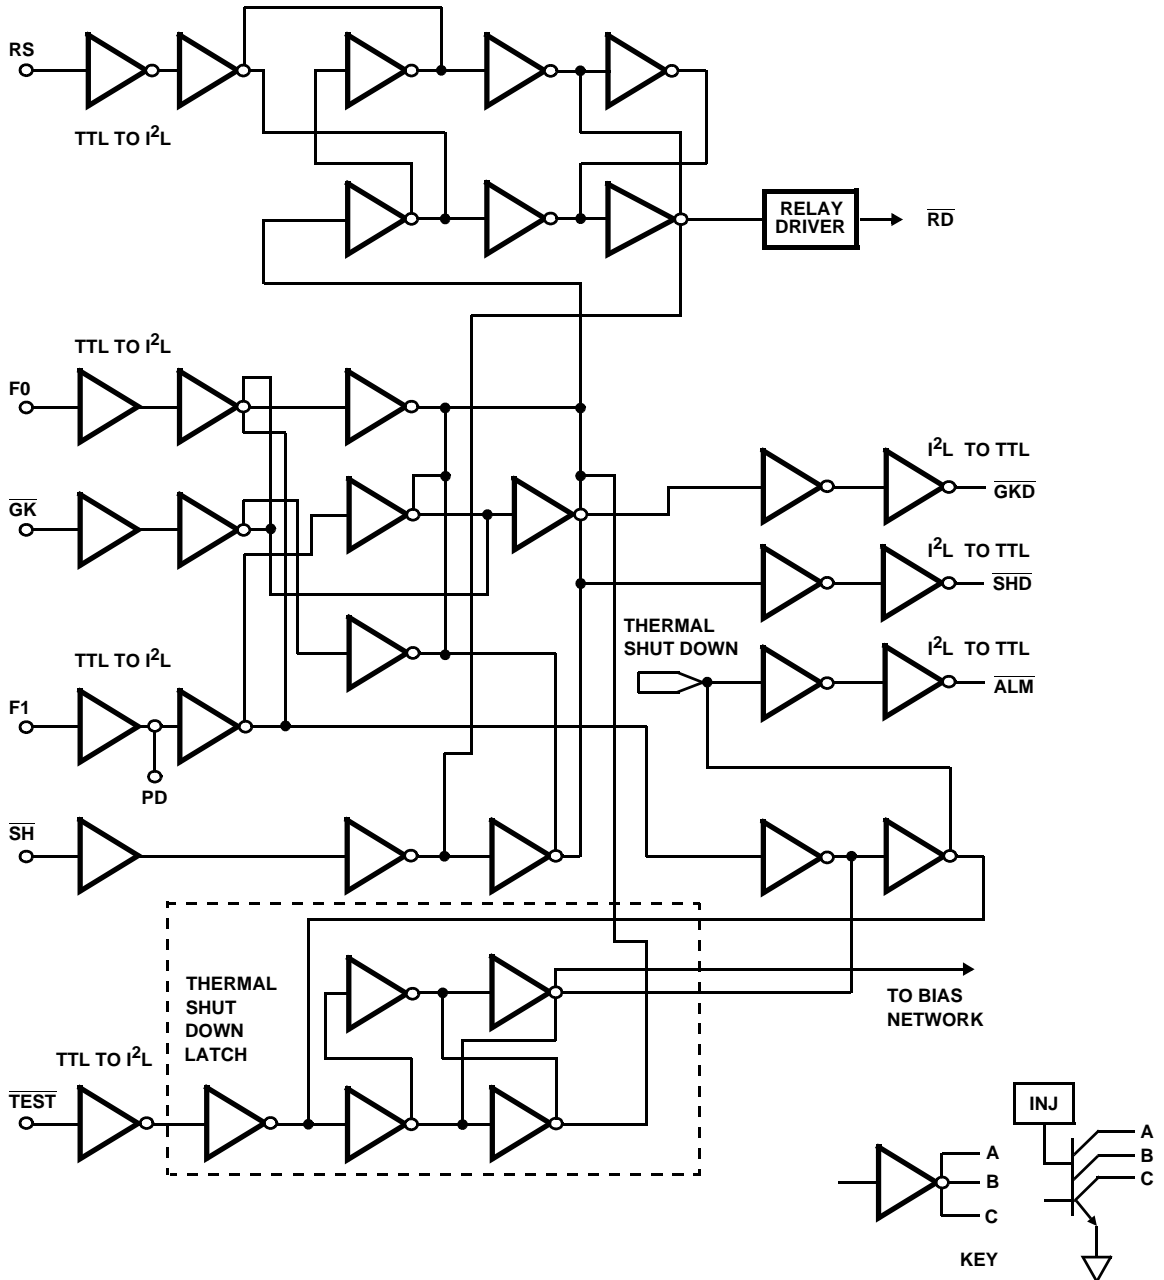 RS
TTL TO I²L
RELAY
DRIVER
RD
TTL TO I²L
F0
I²L TO TTL
GKD
GK
I²L TO TTL
SHD
THERMAL
SHUT DOWN
I²L TO TTL
ALM
TTL TO I²L
F1
PD
SH
THERMAL
SHUT
DOWN
LATCH
TO BIAS
NETWORK
TTL TO I²L
TEST
INJ
A
B
C
A
B
C
KEY